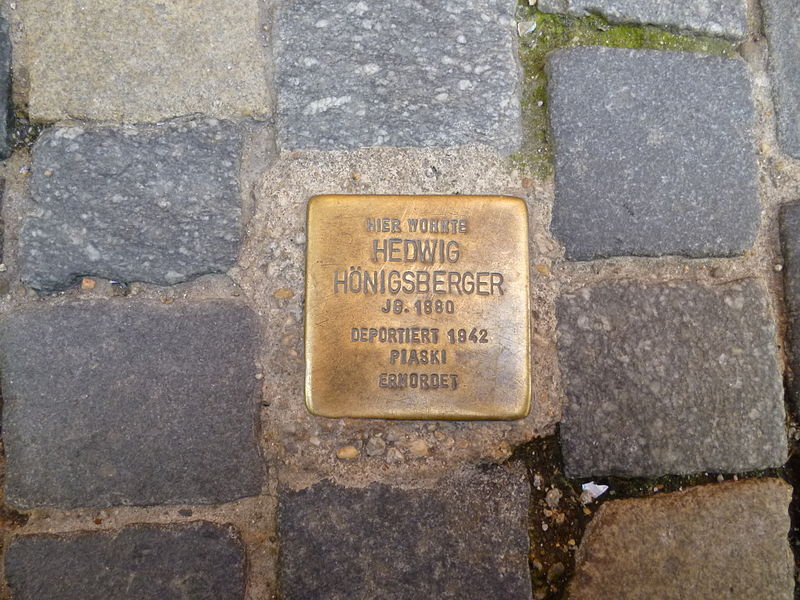 HIER WOHNTE
HEDWIG
HÖNIGSBERGER
JG. 1880
DEPORTIERT 1942
PIASKI
ERMORDET